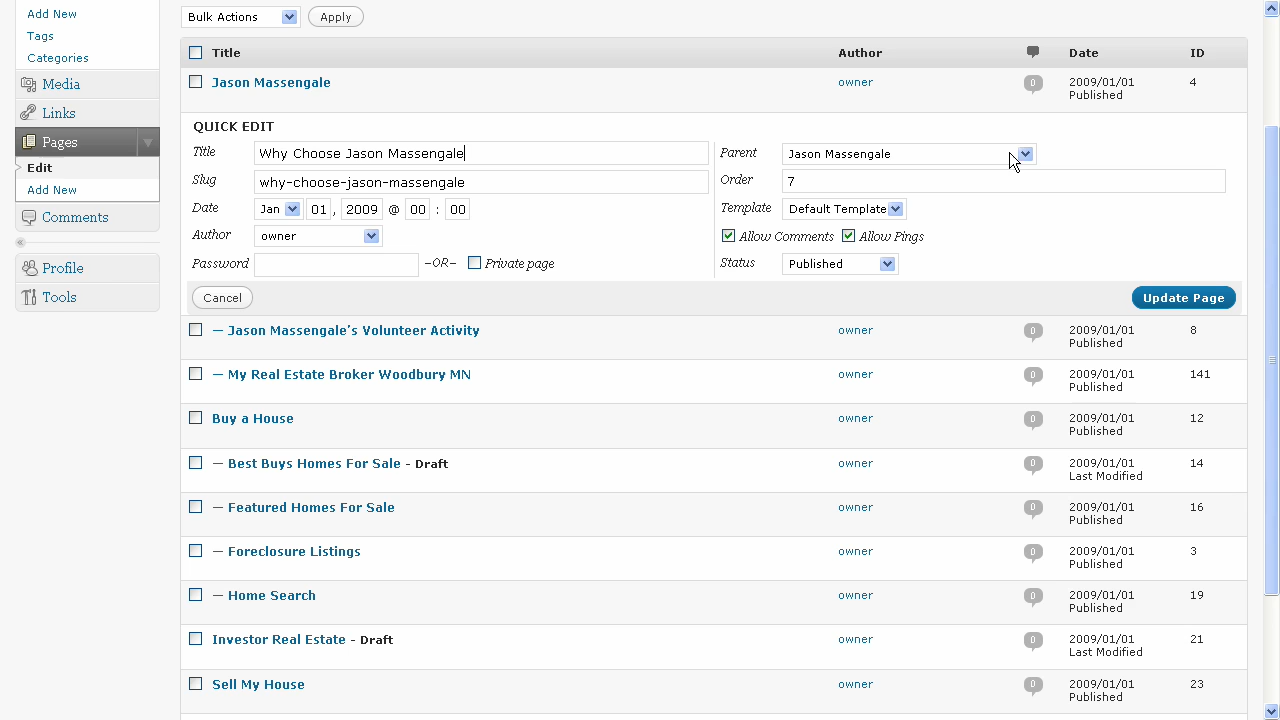 Add New
Tags
Categories
Media
Links
Pages
Edit
Add New
Comments
«
Profile
Tools
Bulk Actions Apply
Title Author Date ID
Jason Massengale owner 0 2009/01/01 4
Published
QUICK EDIT
Title Why Choose Jason Massengale
Slug why-choose-jason-massengale
Date Jan 01 , 2009 @ 00 : 00
Author owner
Password –OR– Private page
Parent Jason Massengale
Order 7
Template Default Template
Allow Comments Allow Pings
Status Published
Cancel Update Page
— Jason Massengale's Volunteer Activity owner 0 2009/01/01 8
Published
— My Real Estate Broker Woodbury MN owner 0 2009/01/01 141
Published
Buy a House owner 0 2009/01/01 12
Published
— Best Buys Homes For Sale - Draft owner 0 2009/01/01 14
Last Modified
— Featured Homes For Sale owner 0 2009/01/01 16
Published
— Foreclosure Listings owner 0 2009/01/01 3
Published
— Home Search owner 0 2009/01/01 19
Published
Investor Real Estate - Draft owner 0 2009/01/01 21
Last Modified
Sell My House owner 0 2009/01/01 23
Published